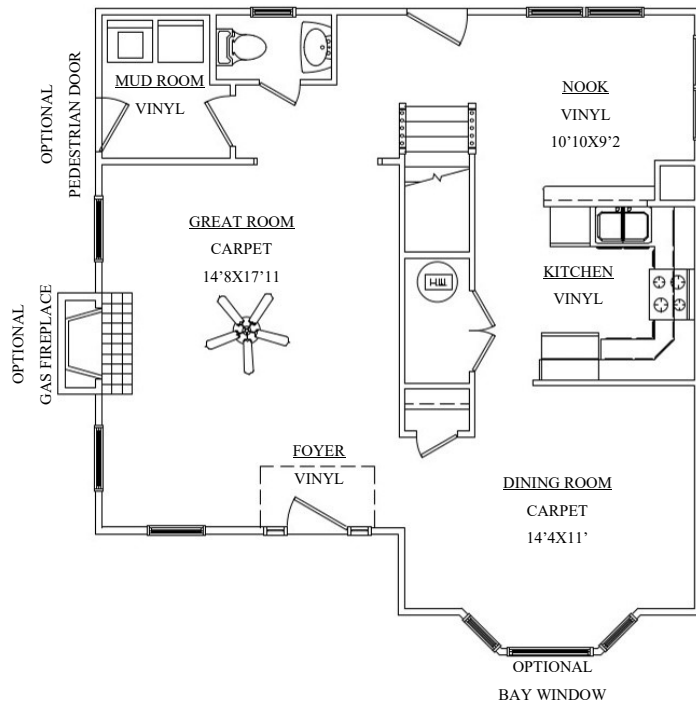 MUD ROOM
VINYL
OPTIONAL
PEDESTRIAN DOOR
NOOK
VINYL
10'10X9'2
GREAT ROOM
CARPET
14'8X17'11
KITCHEN
VINYL
OPTIONAL
GAS FIREPLACE
FOYER
VINYL
DINING ROOM
CARPET
14'4X11'
OPTIONAL
BAY WINDOW